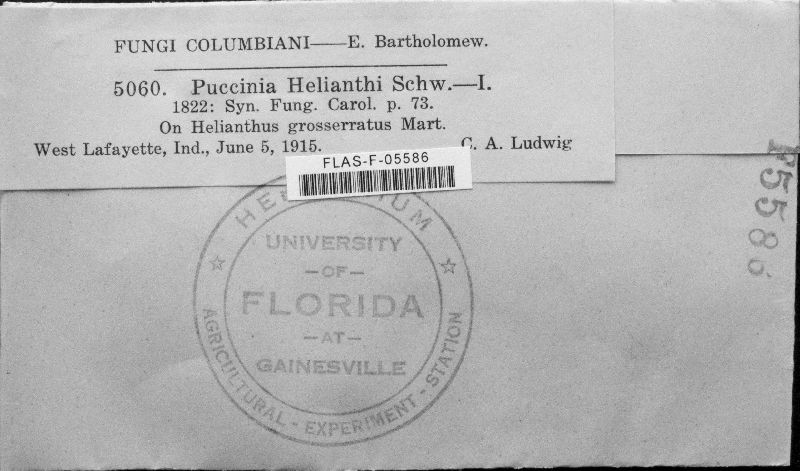 FUNGI COLUMBIANI—E. Bartholomew.
5060. Puccinia Helianthi Schw.—I.
1822: Syn. Fung. Carol. p. 73.
On Helianthus grosserratus Mart.
West Lafayette, Ind., June 5, 1915. C. A. Ludwig
FLAS-F-05586
F5586
UNIVERSITY
—OF—
FLORIDA
—AT—
GAINESVILLE
AGRICULTURAL - EXPERIMENT - STATION